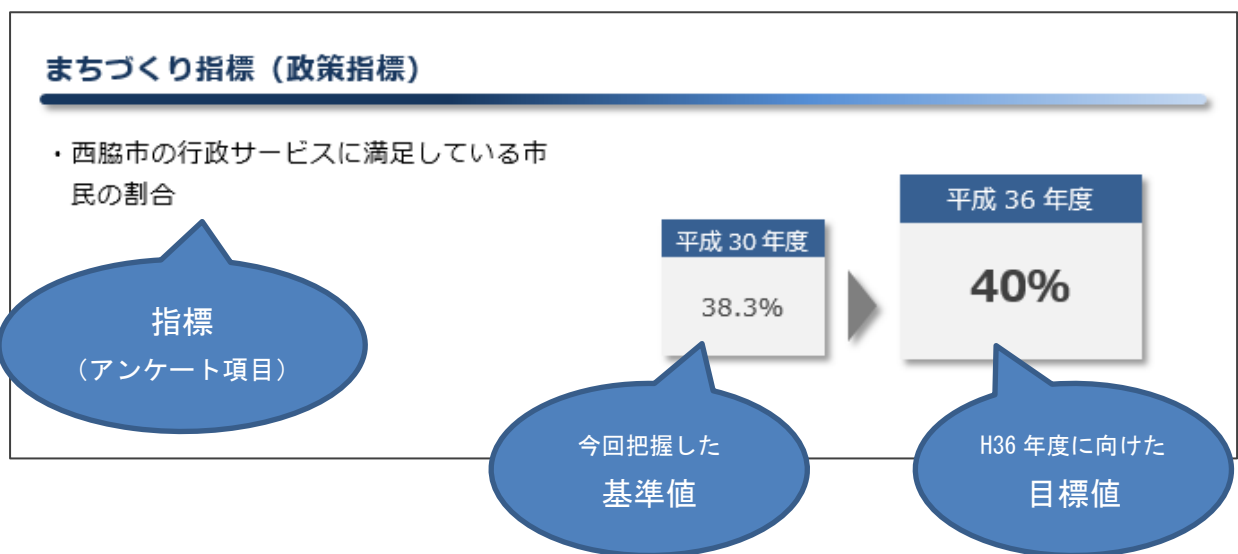 まちづくり指標（政策指標）
・西脇市の行政サービスに満足している市
民の割合
平成 30 年度
38.3%
平成 36 年度
40%
指標
（アンケート項目）
今回把握した
基準値
H36 年度に向けた
目標値